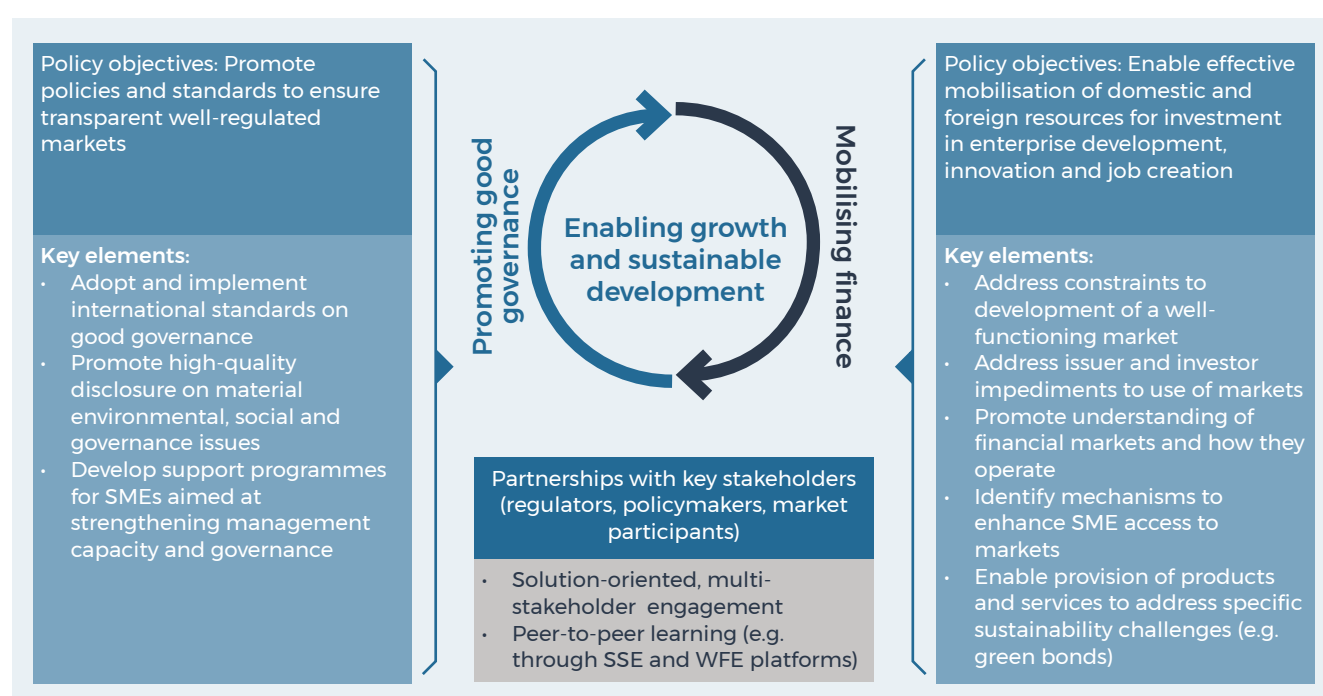 Policy objectives: Promote
policies and standards to ensure
transparent well-regulated
markets
Key elements:
• Adopt and implement
international standards on
good governance
• Promote high-quality
disclosure on material
environmental, social and
governance issues
• Develop support programmes
for SMEs aimed at
strengthening management
capacity and governance
Promoting good
governance
Enabling growth
and sustainable
development
Mobilising finance
Partnerships with key stakeholders
(regulators, policymakers, market
participants)
• Solution-oriented, multi-
stakeholder engagement
• Peer-to-peer learning (e.g.
through SSE and WFE platforms)
Policy objectives: Enable effective
mobilisation of domestic and
foreign resources for investment
in enterprise development,
innovation and job creation
Key elements:
• Address constraints to
development of a well-
functioning market
• Address issuer and investor
impediments to use of markets
• Promote understanding of
financial markets and how they
operate
• Identify mechanisms to
enhance SME access to
markets
• Enable provision of products
and services to address specific
sustainability challenges (e.g.
green bonds)